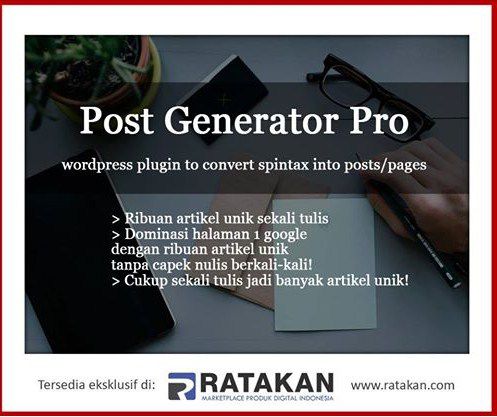 Post Generator Pro
wordpress plugin to convert spintax into posts/pages
> Ribuan artikel unik sekali tulis
> Dominasi halaman 1 google
dengan ribuan artikel unik
tanpa capek nulis berkali-kali!
> Cukup sekali tulis jadi banyak artikel unik!
Tersedia eksklusif di:
RATAKAN
MARKETPLACE PRODUK DIGITAL INDONESIA
www.ratakan.com